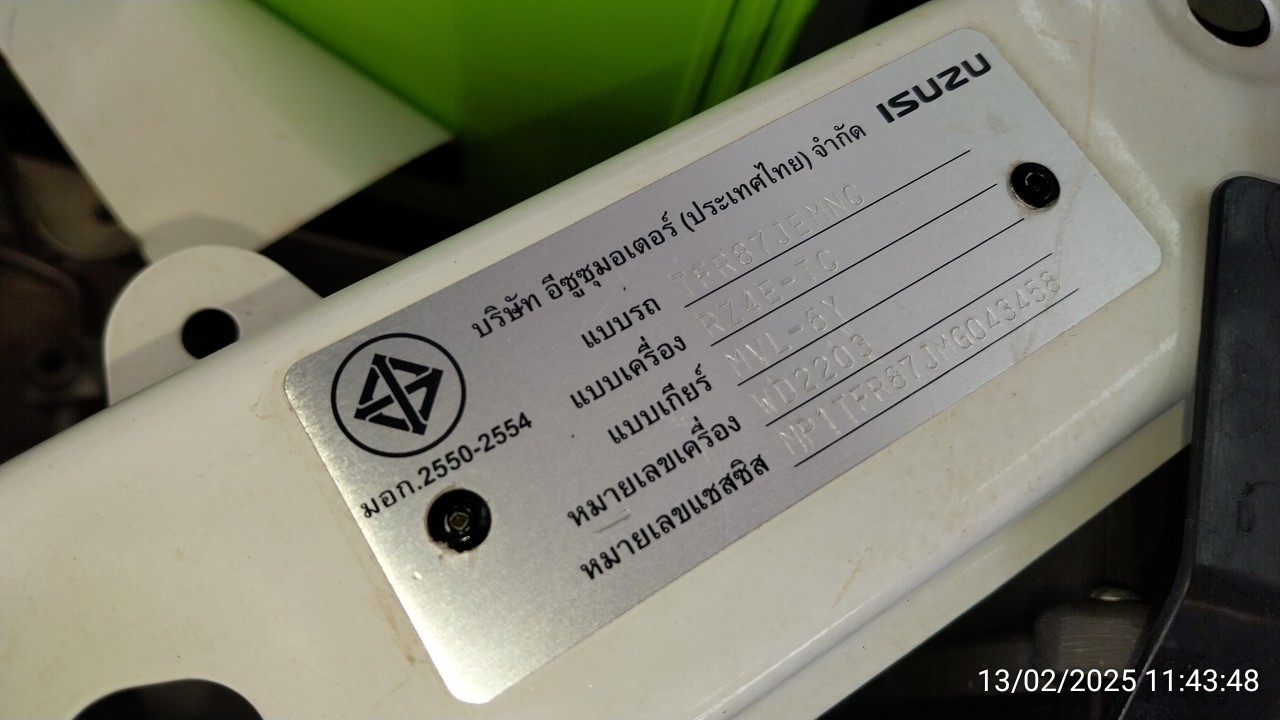 ISUZU
บริษัท อีซูซุมอเตอร์ (ประเทศไทย) จำกัด
แบบรถ TFR87JEMNC
แบบเครื่อง RZ4E-TC
แบบเกียร์ MVL-6Y
หมายเลขเครื่อง WD2203
หมายเลขแชสซิส MP1TFR87JMG043458
มอก.2550-2554
13/02/2025 11:43:48